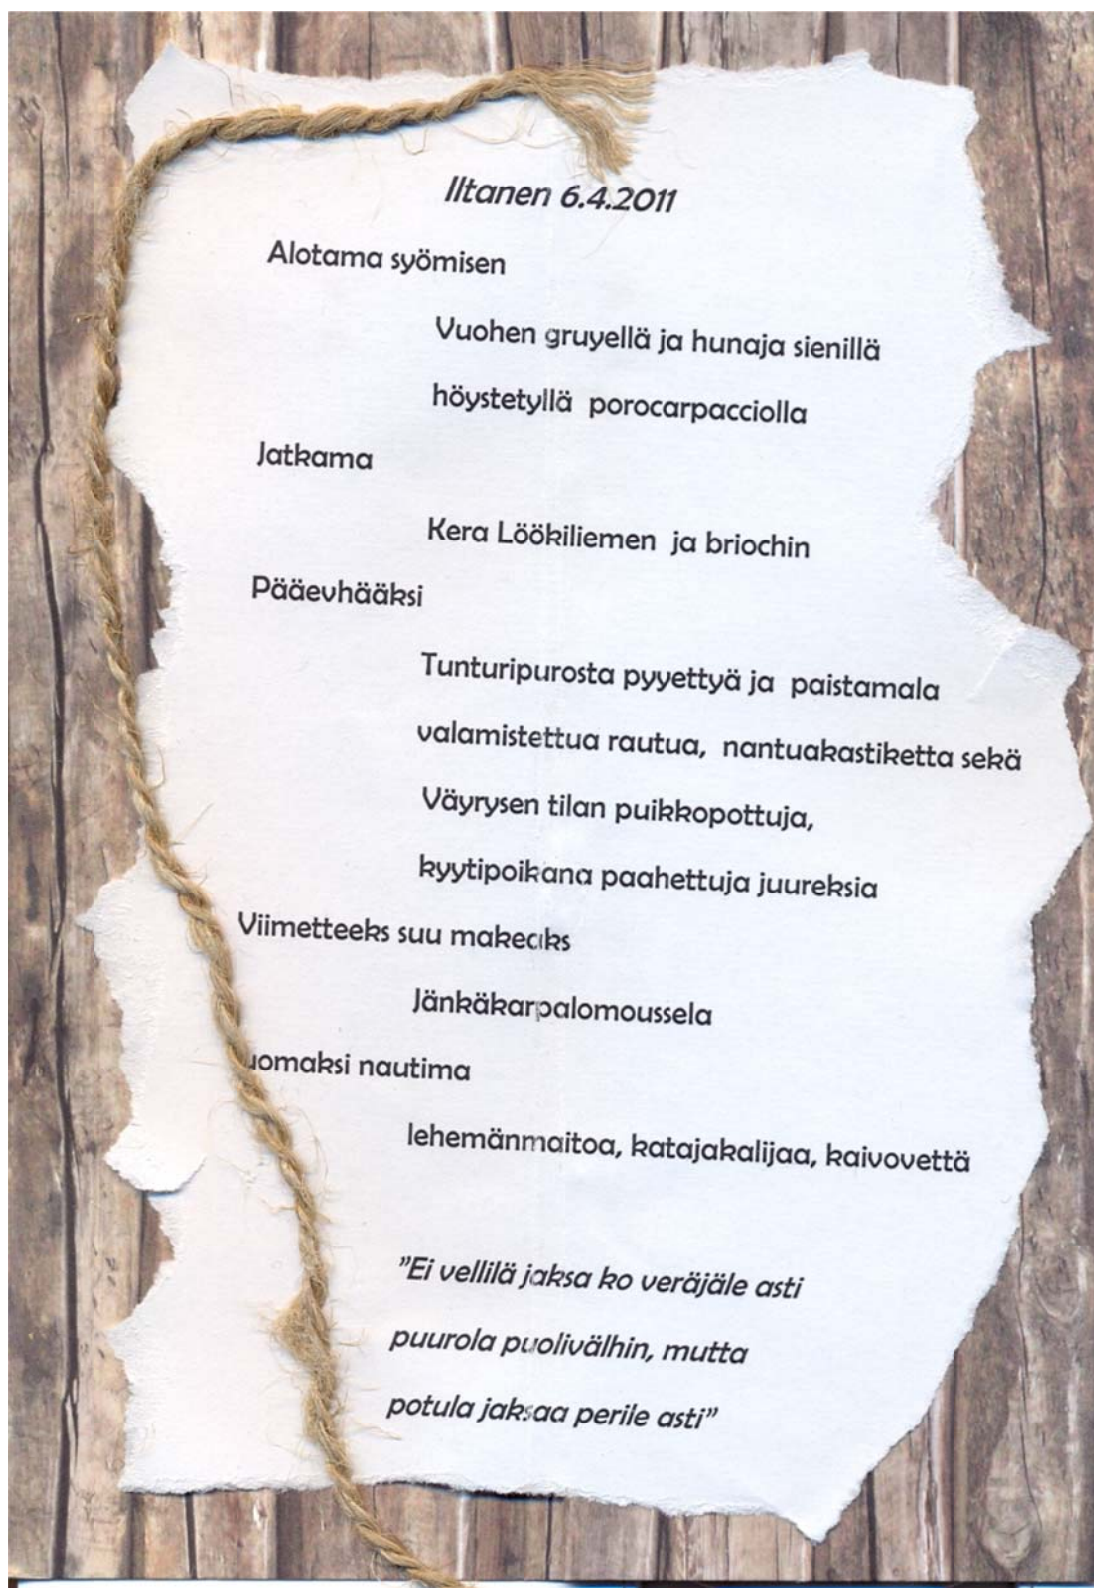 Iltanen 6.4.2011
Alotama syömisen
Vuohen gruyellä ja hunaja sienillä
höystetyllä porocarpacciolla
Jatkama
Kera Löökiliemen ja briochin
Pääevhääksi
Tunturipurosta pyyettyä ja paistamala
valamistettua rautua, nantuakastiketta sekä
Väyrysen tilan puikkopottuja,
kyytipoikana paahettuja juureksia
Viimetteeks suu makeaks
Jänkäkarpalomoussela
uomaksi nautima
lehemänmaitoa, katajakalijaa, kaivovettä
”Ei vellilä jaksa ko veräjäle asti
puurola puolivälhin, mutta
potula jaksaa perile asti”